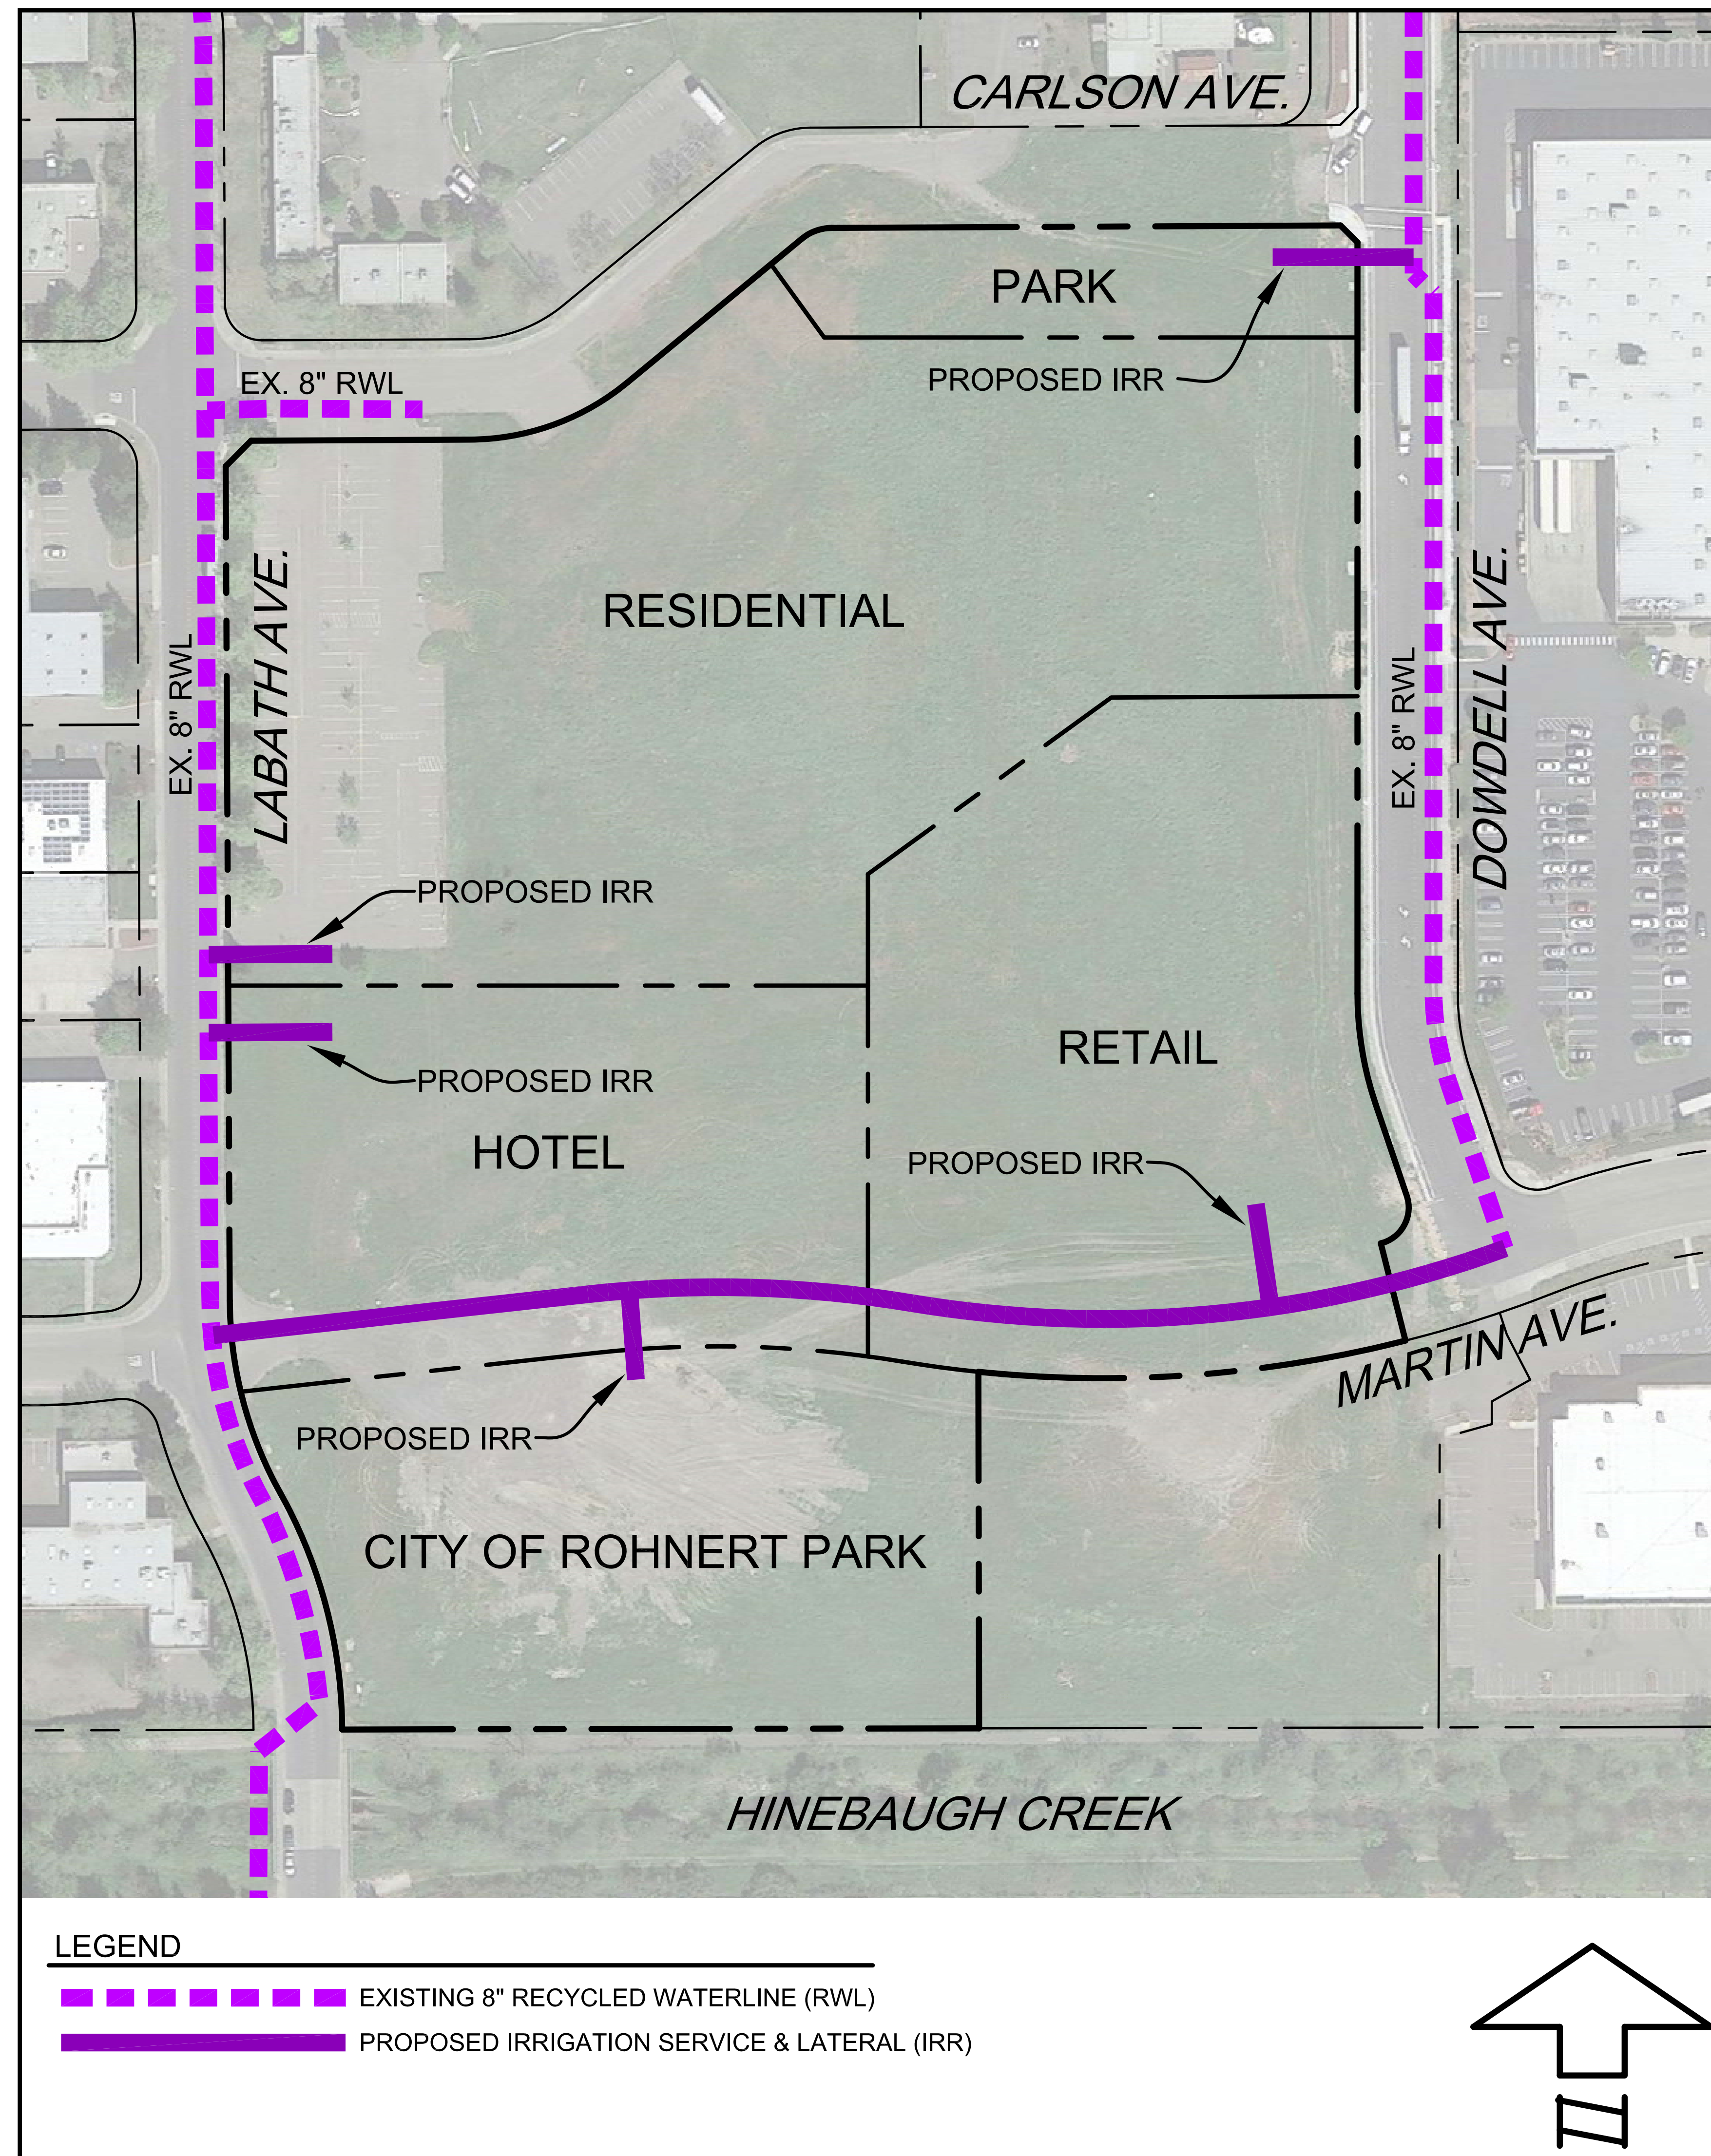 CARLSON AVE.
PARK
PROPOSED IRR
EX. 8" RWL
RESIDENTIAL
LABATH AVE.
EX. 8" RWL
EX. 8" RWL
DOWDELL AVE.
PROPOSED IRR
RETAIL
PROPOSED IRR
HOTEL
PROPOSED IRR
MARTIN AVE.
PROPOSED IRR
CITY OF ROHNERT PARK
HINEBAUGH CREEK
LEGEND
EXISTING 8" RECYCLED WATERLINE (RWL)
PROPOSED IRRIGATION SERVICE & LATERAL (IRR)